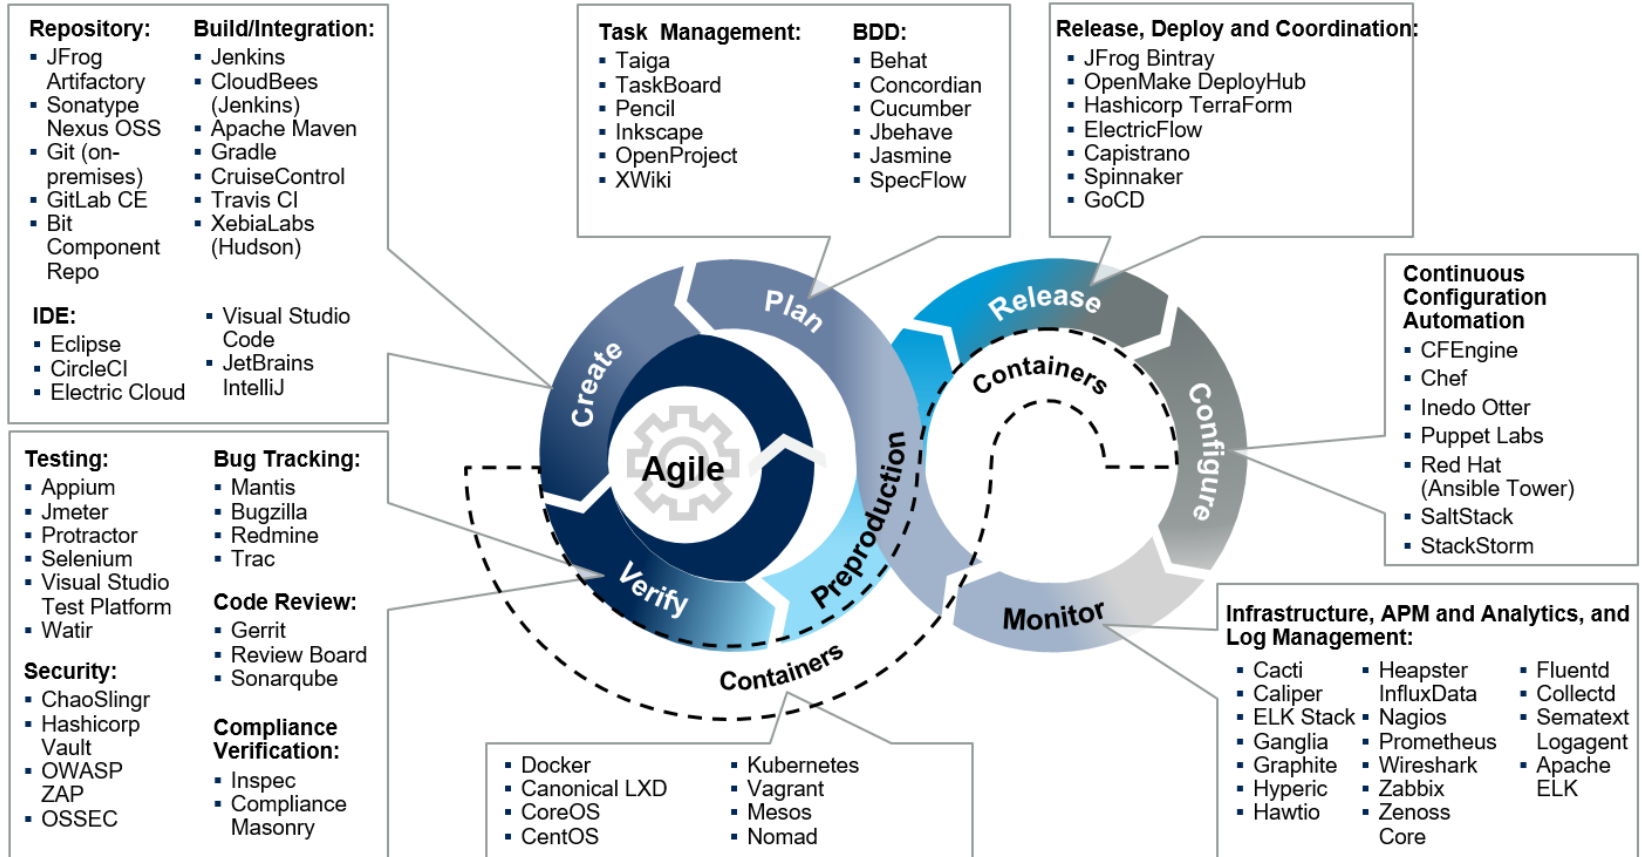 Repository:
JFrog
Artifactory
Sonatype
Nexus OSS
Git (on-
premises)
GitLab CE
Bit
Component
Repo
Build/Integration:
Jenkins
CloudBees
(Jenkins)
Apache Maven
Gradle
CruiseControl
Travis CI
XebiaLabs
(Hudson)
IDE:
Eclipse
CircleCI
Electric Cloud
Visual Studio
Code
JetBrains
IntelliJ
Task Management:
Taiga
TaskBoard
Pencil
Inkscape
OpenProject
XWiki
BDD:
Behat
Concordian
Cucumber
Jbehave
Jasmine
SpecFlow
Release, Deploy and Coordination:
JFrog Bintray
OpenMake DeployHub
Hashicorp TerraForm
ElectricFlow
Capistrano
Spinnaker
GoCD
Continuous
Configuration
Automation
CFEngine
Chef
Inedo Otter
Puppet Labs
Red Hat
(Ansible Tower)
SaltStack
StackStorm
Create
Plan
Agile
Verify
Preproduction
Release
Containers
Configure
Monitor
Containers
Testing:
Appium
Jmeter
Protractor
Selenium
Visual Studio
Test Platform
Watir
Security:
ChaoSlingr
Hashicorp
Vault
OWASP
ZAP
OSSEC
Bug Tracking:
Mantis
Bugzilla
Redmine
Trac
Code Review:
Gerrit
Review Board
Sonarqube
Compliance
Verification:
Inspec
Compliance
Masonry
Docker
Canonical LXD
CoreOS
CentOS
Kubernetes
Vagrant
Mesos
Nomad
Infrastructure, APM and Analytics, and
Log Management:
Cacti
Caliper
ELK Stack
Ganglia
Graphite
Hyperic
Hawtio
Heapster
InfluxData
Nagios
Prometheus
Wireshark
Zabbix
Zenoss
Core
Fluentd
Collectd
Sematext
Logagent
Apache
ELK